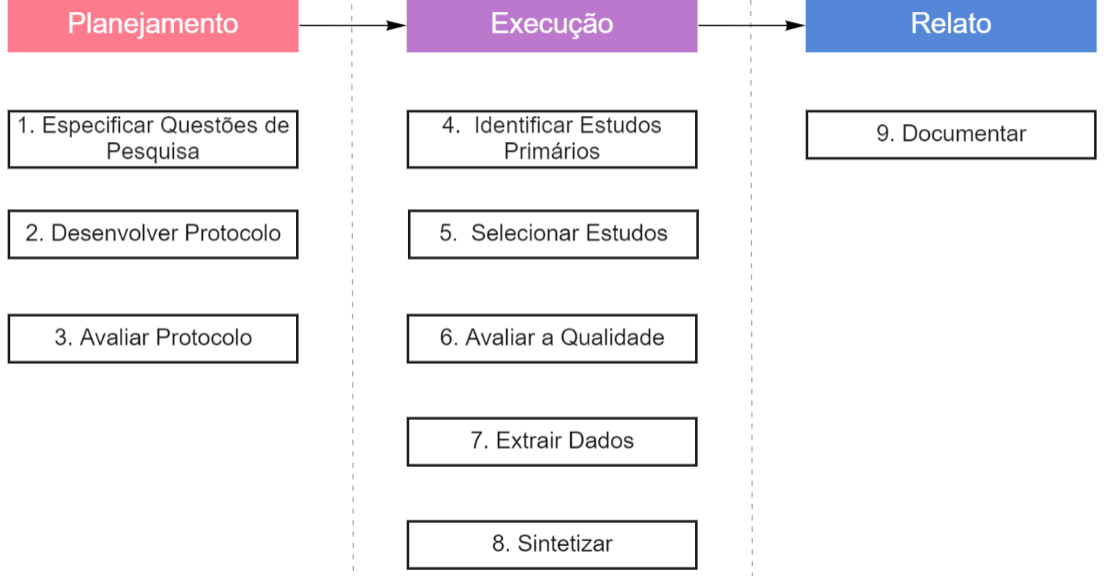 Planejamento
Execução
Relato
1. Especificar Questões de
Pesquisa
2. Desenvolver Protocolo
3. Avaliar Protocolo
4. Identificar Estudos
Primários
5. Selecionar Estudos
6. Avaliar a Qualidade
7. Extrair Dados
8. Sintetizar
9. Documentar